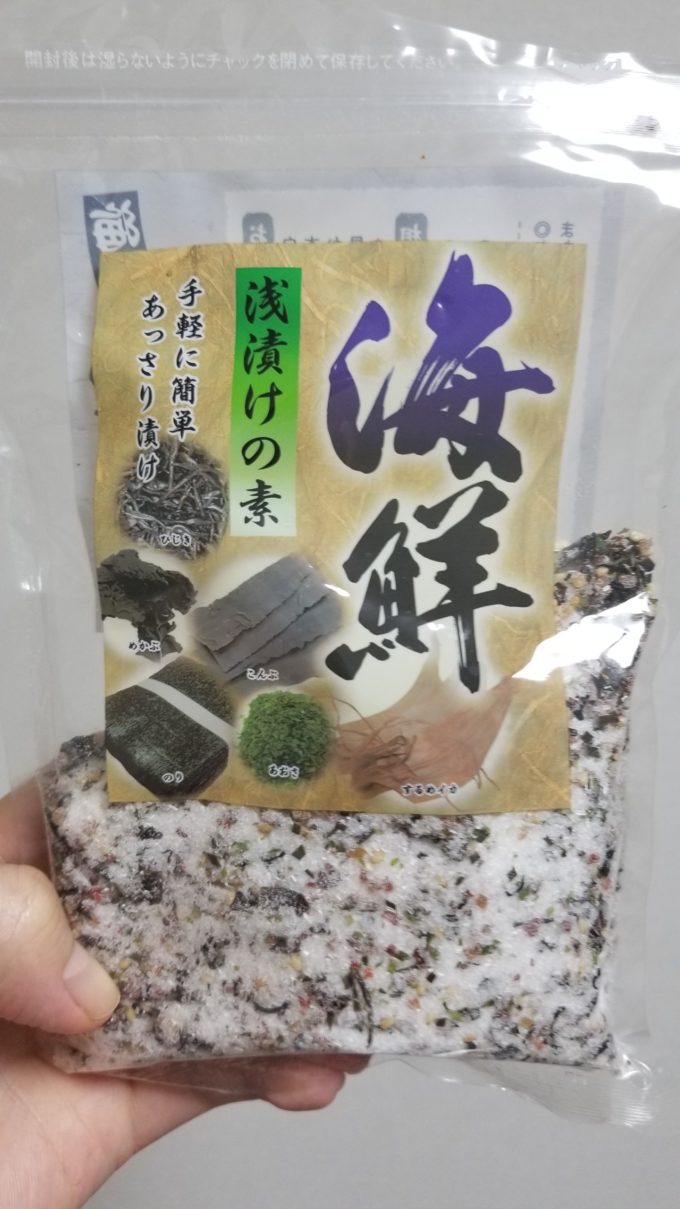 開封後は湿らないようにチャックを閉めて保存してください。
海鮮
浅漬けの素
手軽に簡単
あっさり漬け
ひじき
めかぶ
こんぶ
のり
あおさ
するめイカ